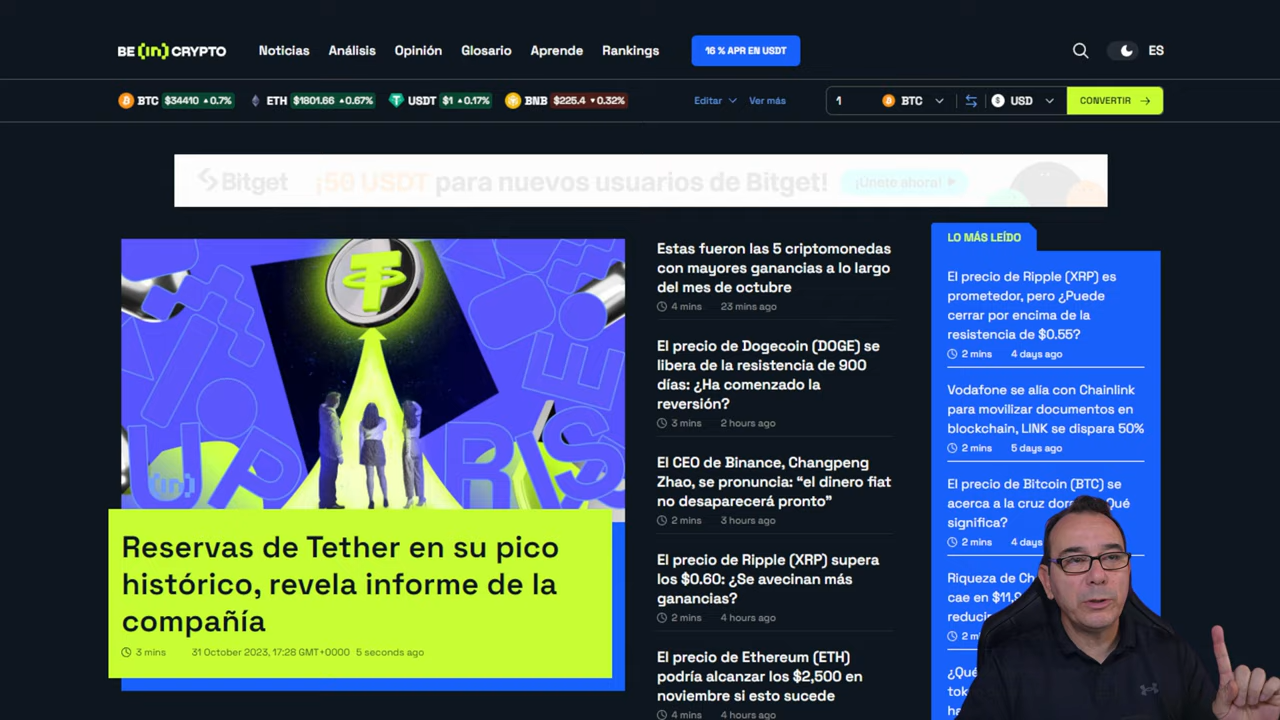 BE[in]CRYPTO
Noticias
Análisis
Opinión
Glosario
Aprende
Rankings
16 % APR EN USDT
ES
BTC $34410 ▲0.7%
ETH $1801.66 ▲0.67%
USDT $1 ▲0.17%
BNB $225.4 ▼0.32%
Editar
Ver más
1
BTC
USD
CONVERTIR →
Bitget ¡50 USDT para nuevos usuarios de Bitget! ¡Únete ahora!
UPRISE
[in]
Reservas de Tether en su pico
histórico, revela informe de la
compañía
3 mins 31 October 2023, 17:28 GMT+0000 5 seconds ago
Estas fueron las 5 criptomonedas
con mayores ganancias a lo largo
del mes de octubre
4 mins 23 mins ago
El precio de Dogecoin (DOGE) se
libera de la resistencia de 900
días: ¿Ha comenzado la
reversión?
3 mins 2 hours ago
El CEO de Binance, Changpeng
Zhao, se pronuncia: “el dinero fiat
no desaparecerá pronto”
2 mins 3 hours ago
El precio de Ripple (XRP) supera
los $0.60: ¿Se avecinan más
ganancias?
2 mins 4 hours ago
El precio de Ethereum (ETH)
podría alcanzar los $2,500 en
noviembre si esto sucede
4 mins 4 hours ago
LO MÁS LEÍDO
El precio de Ripple (XRP) es
prometedor, pero ¿Puede
cerrar por encima de la
resistencia de $0.55?
2 mins 4 days ago
Vodafone se alía con Chainlink
para movilizar documentos en
blockchain, LINK se dispara 50%
2 mins 5 days ago
El precio de Bitcoin (BTC) se
acerca a la cruz Qué
significa?
2 mins 4 days
Riqueza de
cae en
2